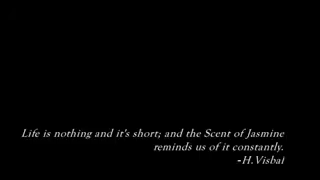 Life is nothing and it's short; and the Scent of Jasmine
reminds us of it constantly.
-H.Visbal